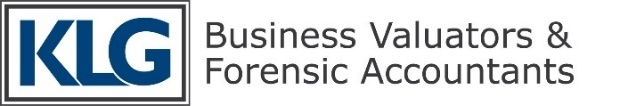 KLG
Business Valuators &
Forensic Accountants